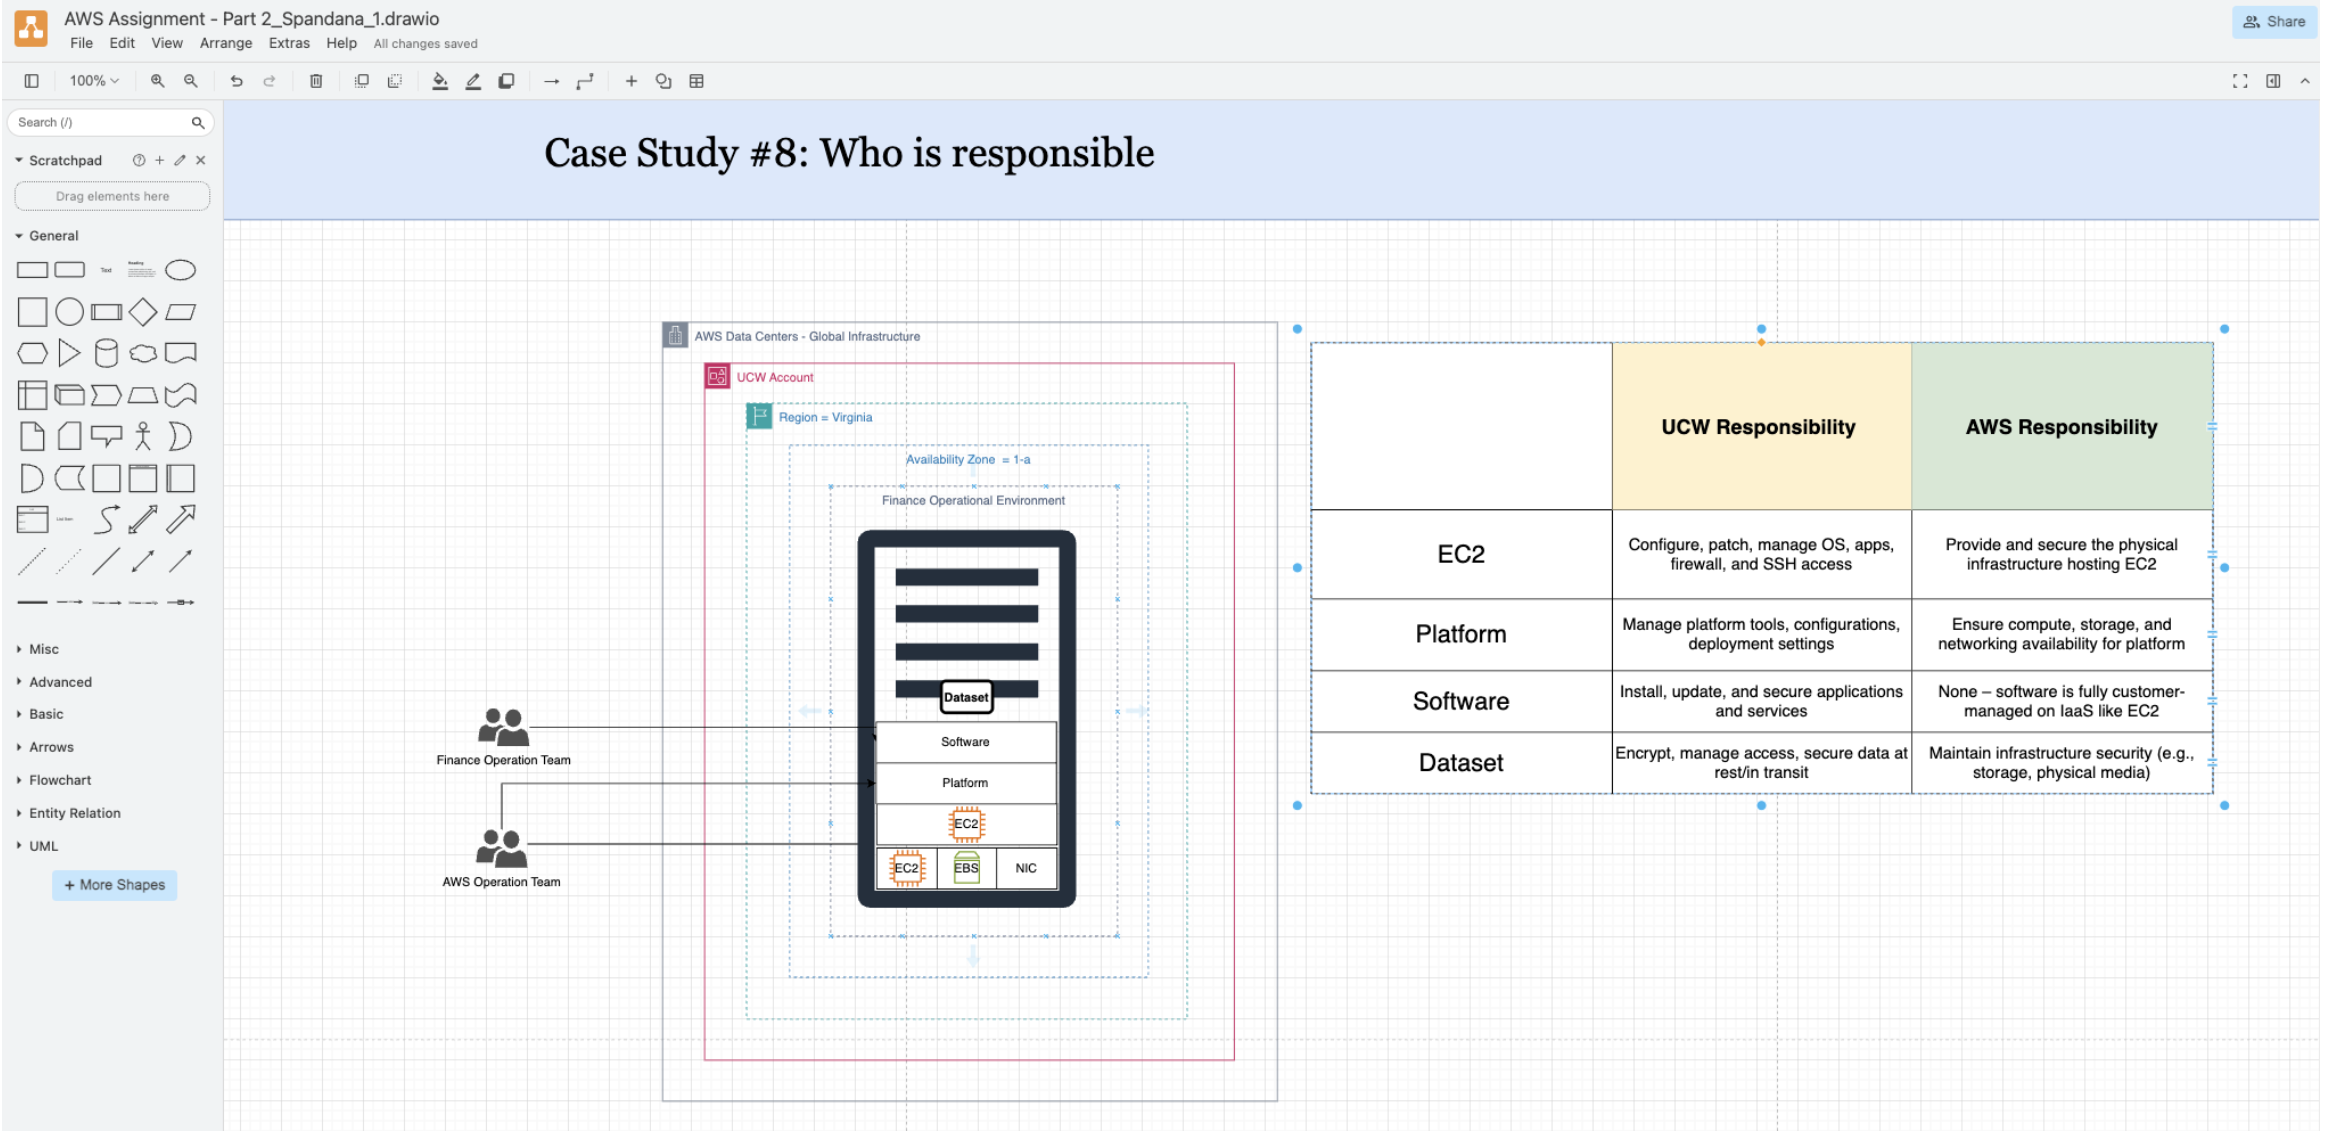 AWS Assignment - Part 2_Spandana_1.drawio
File Edit View Arrange Extras Help All changes saved
Share
100%
Search (/)
Scratchpad
Drag elements here
General
Text
Heading
List Item
Misc
Advanced
Basic
Arrows
Flowchart
Entity Relation
UML
+ More Shapes
Case Study #8: Who is responsible
AWS Data Centers - Global Infrastructure
UCW Account
Region = Virginia
Availability Zone = 1-a
Finance Operational Environment
Dataset
Software
Platform
EC2
EC2 EBS NIC
Finance Operation Team
AWS Operation Team
UCW Responsibility AWS Responsibility
EC2
Configure, patch, manage OS, apps,
firewall, and SSH access
Provide and secure the physical
infrastructure hosting EC2
Platform
Manage platform tools, configurations,
deployment settings
Ensure compute, storage, and
networking availability for platform
Software
Install, update, and secure applications
and services
None – software is fully customer-
managed on IaaS like EC2
Dataset
Encrypt, manage access, secure data at
rest/in transit
Maintain infrastructure security (e.g.,
storage, physical media)